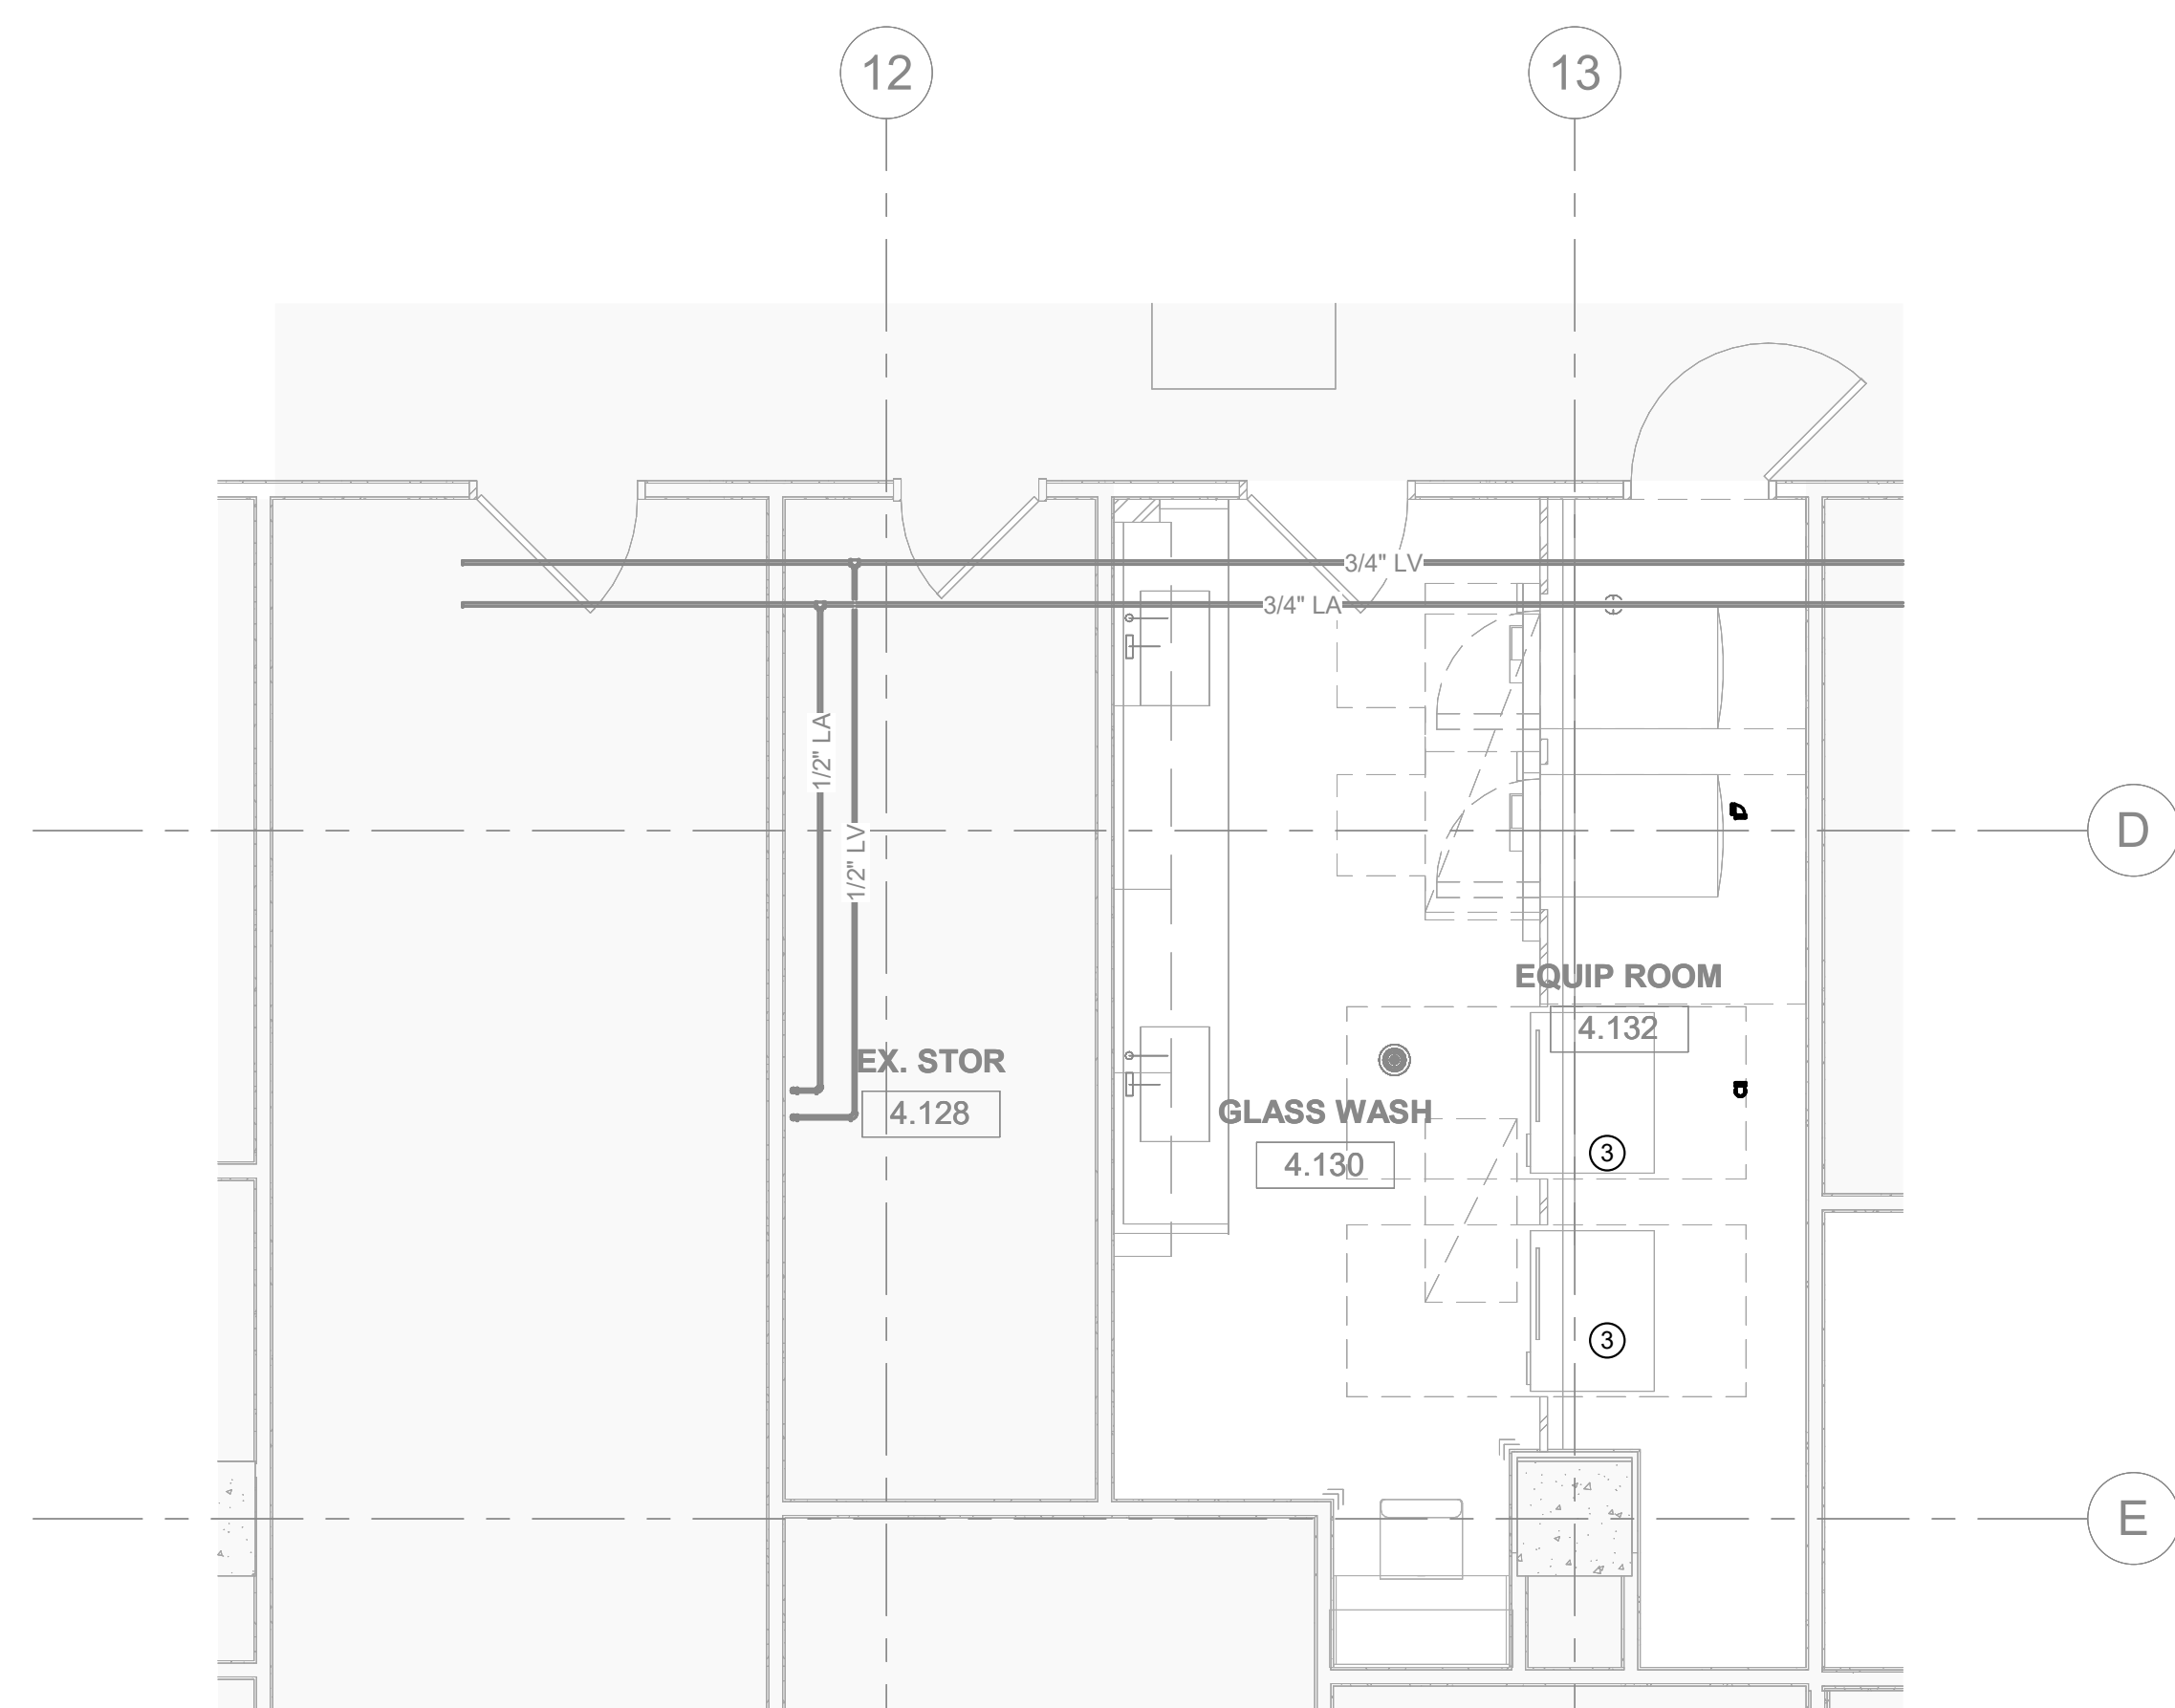 12
13
3/4" LV
3/4" LA
1/2" LA
1/2" LV
D
EQUIP ROOM
4.132
EX. STOR
4.128
GLASS WASH
4.130
3
3
E